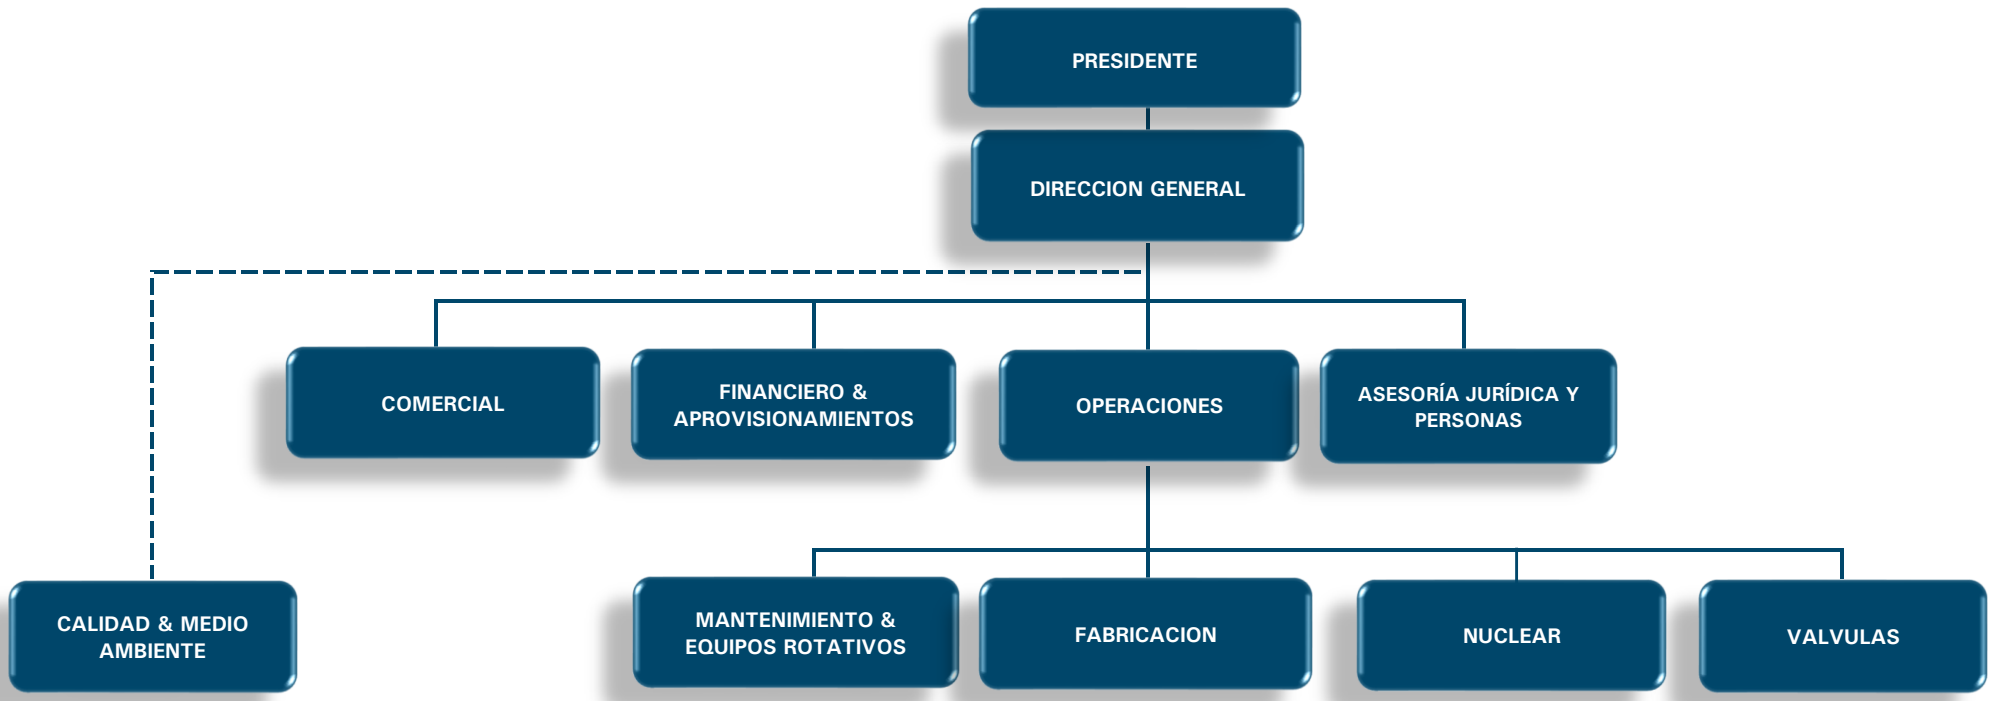 PRESIDENTE
DIRECCION GENERAL
COMERCIAL
FINANCIERO &
APROVISIONAMIENTOS
OPERACIONES
ASESORÍA JURÍDICA Y
PERSONAS
CALIDAD & MEDIO
AMBIENTE
MANTENIMIENTO &
EQUIPOS ROTATIVOS
FABRICACION
NUCLEAR
VALVULAS